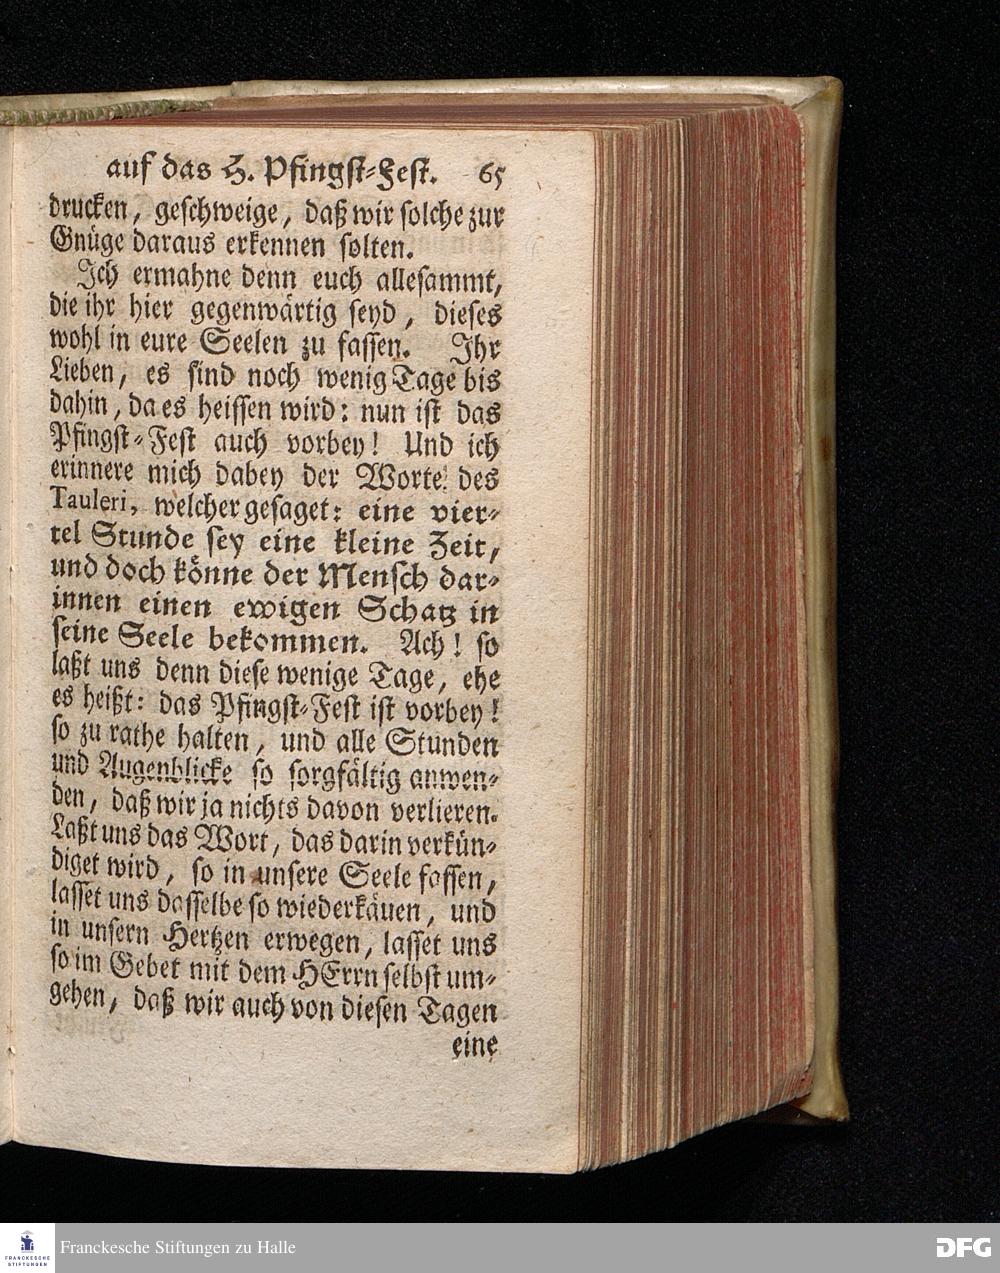 auf das H. Pfingst-Fest. 65
drucken, geschweige, daß wir solche zur
Gnüge daraus erkennen solten.
Ich ermahne denn euch allesammt,
die ihr hier gegenwärtig seyd, dieses
wohl in eure Seelen zu fassen. Ihr
Lieben, es sind noch wenig Tage bis
dahin, da es heissen wird: nun ist das
Pfingst-Fest auch vorbey! Und ich
erinnere mich dabey der Worte des
Tauleri, welcher gesaget: eine vier-
tel Stunde sey eine kleine Zeit,
und doch könne der Mensch dar-
innen einen ewigen Schatz in
seine Seele bekommen. Ach! so
laßt uns denn diese wenige Tage, ehe
es heißt: das Pfingst-Fest ist vorbey!
so zu rathe halten, und alle Stunden
und Augenblicke so sorgfältig anwen-
den, daß wir ja nichts davon verlieren.
Laßt uns das Wort, das darin verkün-
diget wird, so in unsere Seele fassen,
lasset uns dasselbe so wiederkäuen, und
in unsern Hertzen erwegen, lasset uns
so im Gebet mit dem HErrn selbst um-
gehen, daß wir auch von diesen Tagen
eine
FRANCKESCHE
STIFTUNGEN
Franckesche Stiftungen zu Halle
DFG